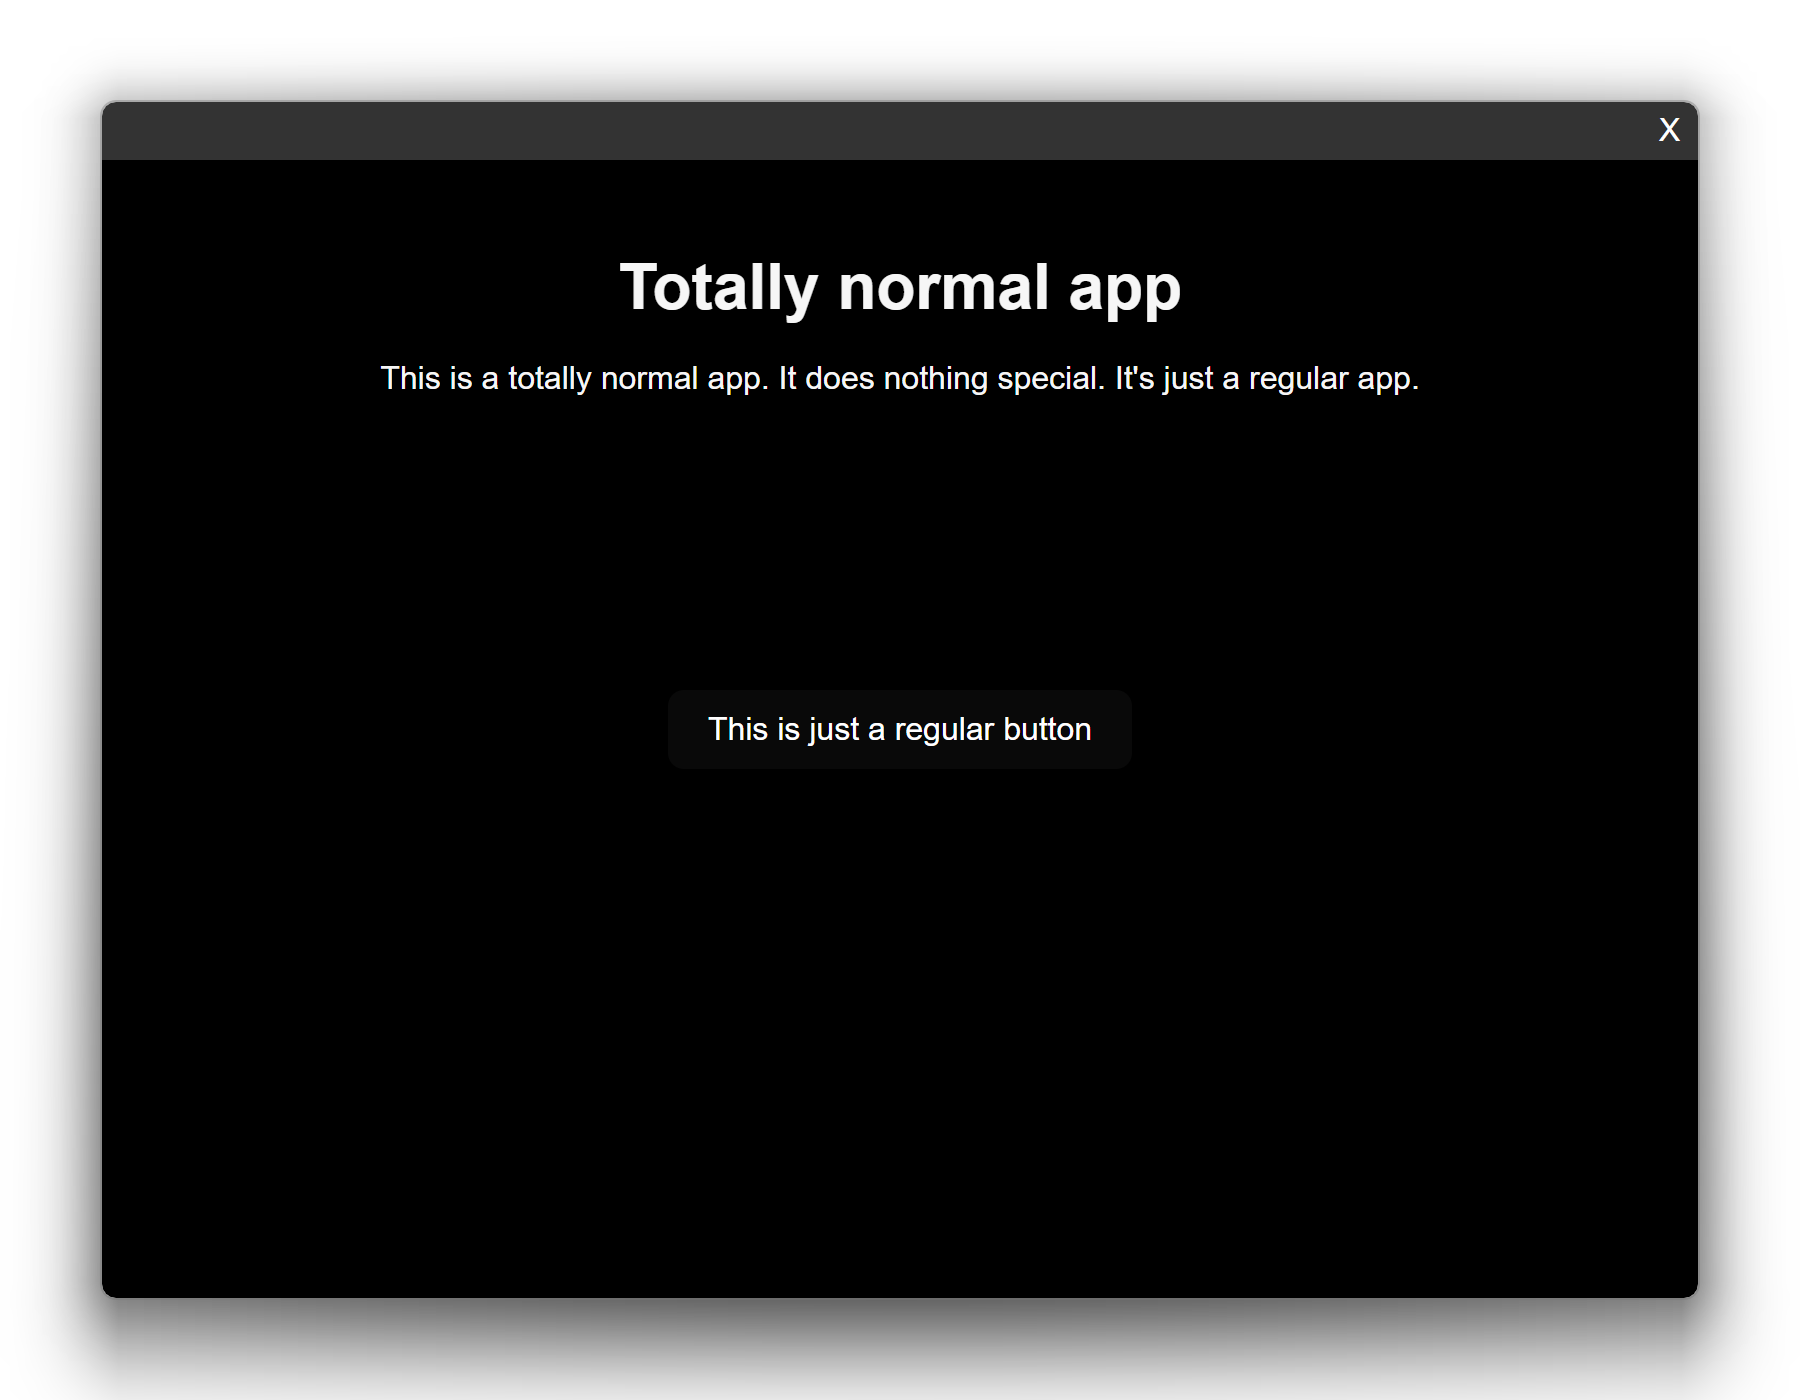 X
Totally normal app
This is a totally normal app. It does nothing special. It's just a regular app.
This is just a regular button